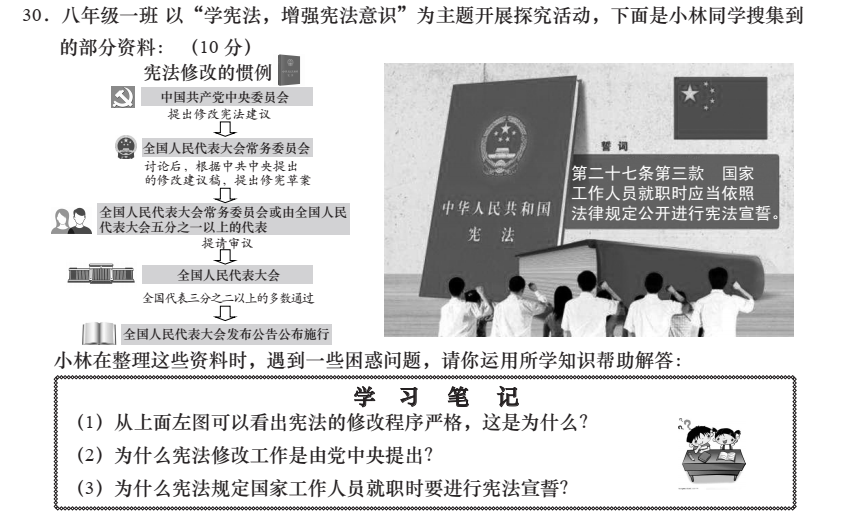 30．八年级一班 以“学宪法，增强宪法意识”为主题开展探究活动，下面是小林同学搜集到
的部分资料： （10 分）
宪法修改的惯例
中国共产党中央委员会
提出修改宪法建议
全国人民代表大会常务委员会
讨论后，根据中共中央提出
的修改建议稿，提出修宪草案
全国人民代表大会常务委员会或由全国人民
代表大会五分之一以上的代表
提请审议
全国人民代表大会
全国代表三分之二以上的多数通过
全国人民代表大会发布公告公布施行
中华人民共和国
宪 法
誓 词
第二十七条第三款 国家
工作人员就职时应当依照
法律规定公开进行宪法宣誓。
小林在整理这些资料时，遇到一些困惑问题，请你运用所学知识帮助解答：
学 习 笔 记
（1）从上面左图可以看出宪法的修改程序严格，这是为什么？
（2）为什么宪法修改工作是由党中央提出？
（3）为什么宪法规定国家工作人员就职时要进行宪法宣誓？